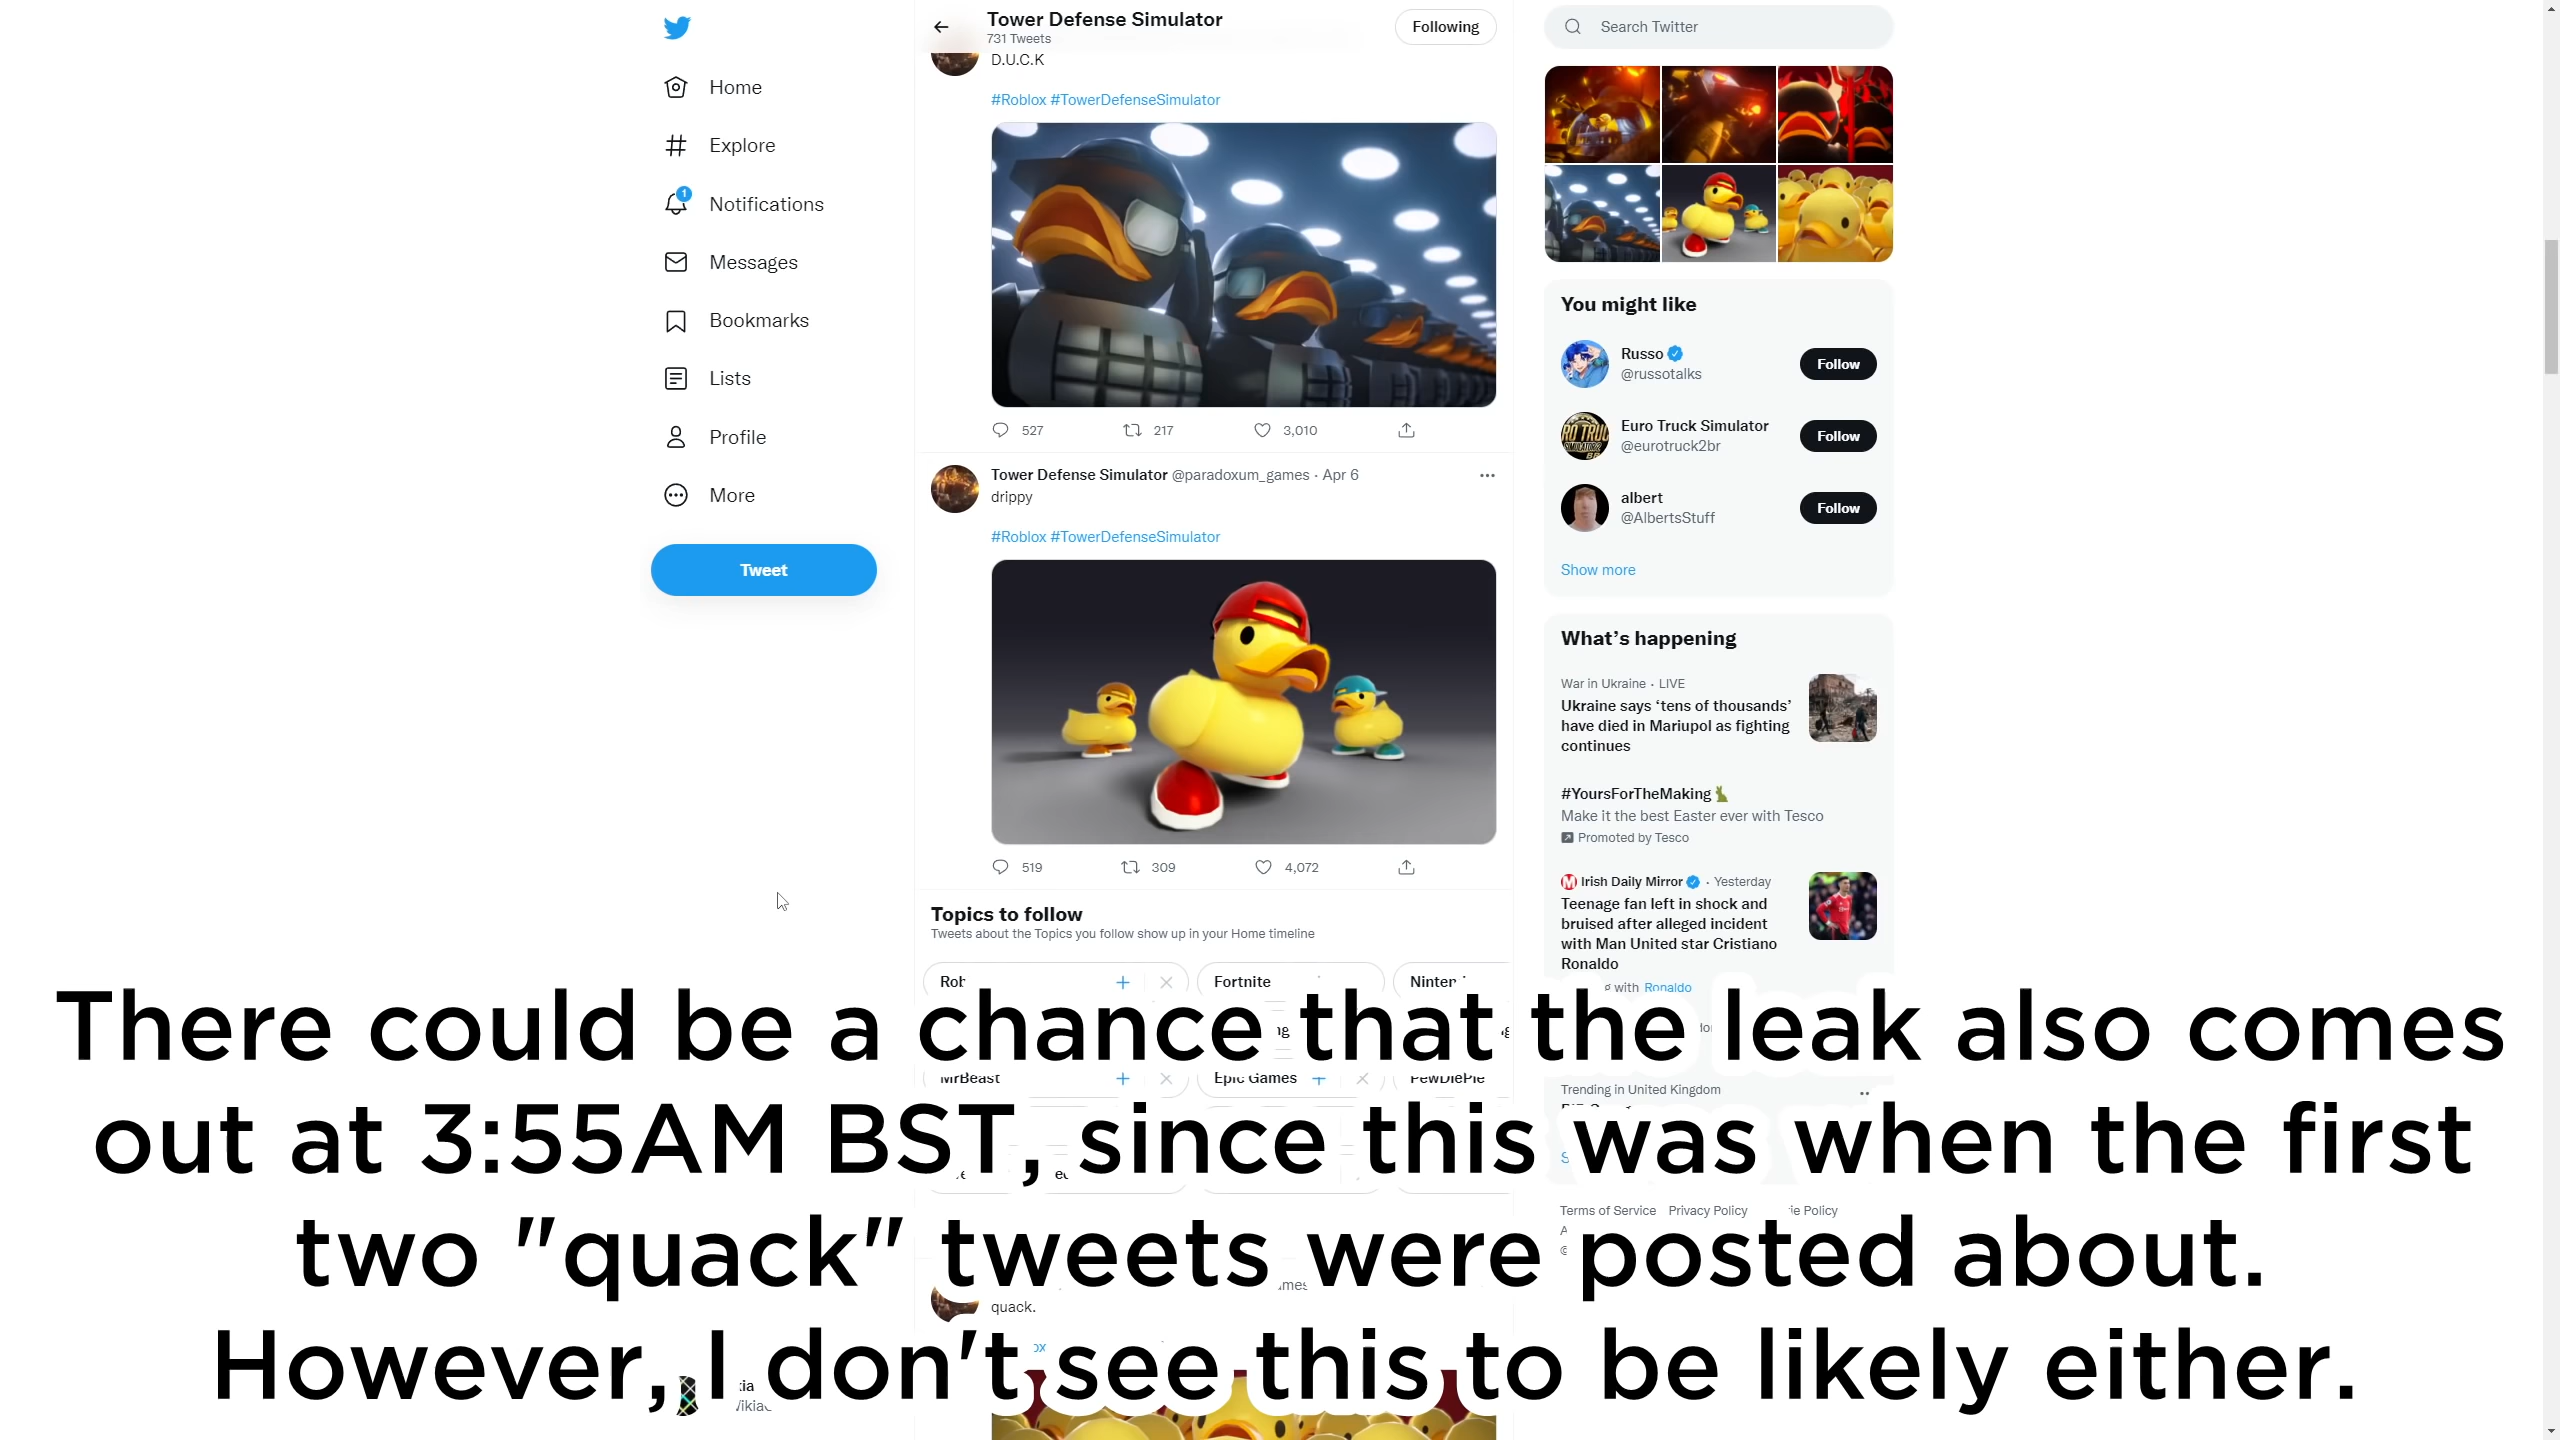 Home
Explore
1
Notifications
Messages
Bookmarks
Lists
Profile
More
Tweet
Tower Defense Simulator
731 Tweets
Following
D.U.C.K
#Roblox #TowerDefenseSimulator
527 217 3,010
Tower Defense Simulator @paradoxum_games · Apr 6
drippy
#Roblox #TowerDefenseSimulator
519 309 4,072
Topics to follow
Tweets about the Topics you follow show up in your Home timeline
Fortnite
MrBeast
Epic Games
PewDiePie
quack.
Search Twitter
You might like
Russo
@russotalks
Follow
Euro Truck Simulator
@eurotruck2br
Follow
albert
@AlbertsStuff
Follow
Show more
What's happening
War in Ukraine · LIVE
Ukraine says 'tens of thousands'
have died in Mariupol as fighting
continues
#YoursForTheMaking
Make it the best Easter ever with Tesco
Promoted by Tesco
Irish Daily Mirror · Yesterday
Teenage fan left in shock and
bruised after alleged incident
with Man United star Cristiano
Ronaldo
with Ronaldo
Trending in United Kingdom
Terms of Service Privacy Policy Policy
There could be a chance that the leak also comes
out at 3:55AM BST, since this was when the first
two "quack" tweets were posted about.
However, I don't see this to be likely either.